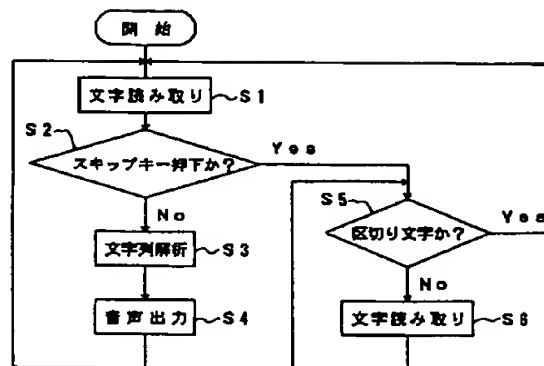 開始
文字読み取り S1
S2
スキップキー押下か? Yes
No
S5
区切り文字か? Yes
文字列解析 S3
No
音声出力 S4
文字読み取り S6